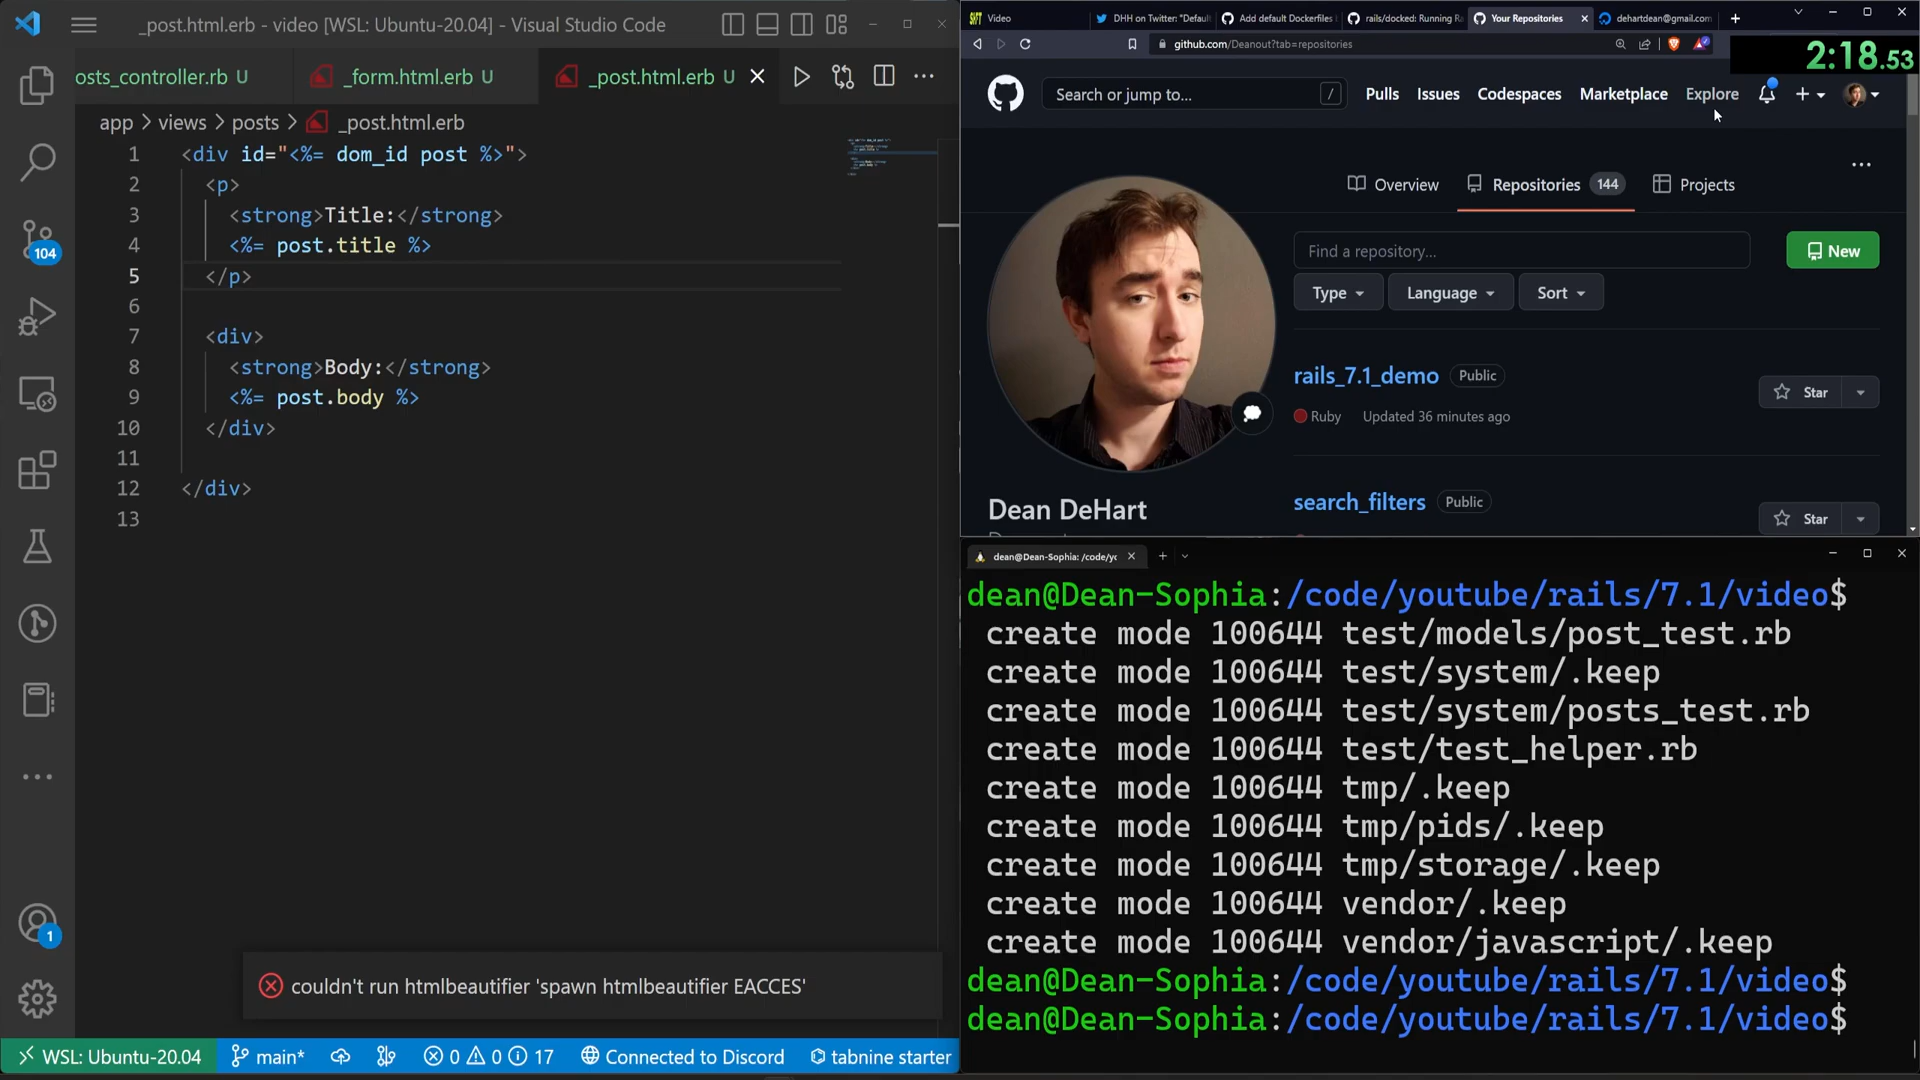 _post.html.erb - video [WSL: Ubuntu-20.04] - Visual Studio Code
osts_controller.rb U
_form.html.erb U
_post.html.erb U
app > views > posts > _post.html.erb
1 <div id="<%= dom_id post %>">
2 <p>
3 <strong>Title:</strong>
4 <%= post.title %>
5 </p>
6
7 <div>
8 <strong>Body:</strong>
9 <%= post.body %>
10 </div>
11
12 </div>
13
104
1
couldn't run htmlbeautifier 'spawn htmlbeautifier EACCES'
WSL: Ubuntu-20.04 main* 0 0 17 Connected to Discord tabnine starter
Video
DHH on Twitter: "Default
Add default Dockerfiles
rails/docked: Running Ra
Your Repositories
dehartdean@gmail.com
github.com/Deanout?tab=repositories
2:18.53
Search or jump to... /
Pulls Issues Codespaces Marketplace Explore
Overview Repositories 144 Projects
Find a repository...
New
Type Language Sort
rails_7.1_demo Public
Star
Ruby Updated 36 minutes ago
search_filters Public
Star
Dean DeHart
dean@Dean-Sophia: /code/yo
dean@Dean-Sophia:/code/youtube/rails/7.1/video$
create mode 100644 test/models/post_test.rb
create mode 100644 test/system/.keep
create mode 100644 test/system/posts_test.rb
create mode 100644 test/test_helper.rb
create mode 100644 tmp/.keep
create mode 100644 tmp/pids/.keep
create mode 100644 tmp/storage/.keep
create mode 100644 vendor/.keep
create mode 100644 vendor/javascript/.keep
dean@Dean-Sophia:/code/youtube/rails/7.1/video$
dean@Dean-Sophia:/code/youtube/rails/7.1/video$